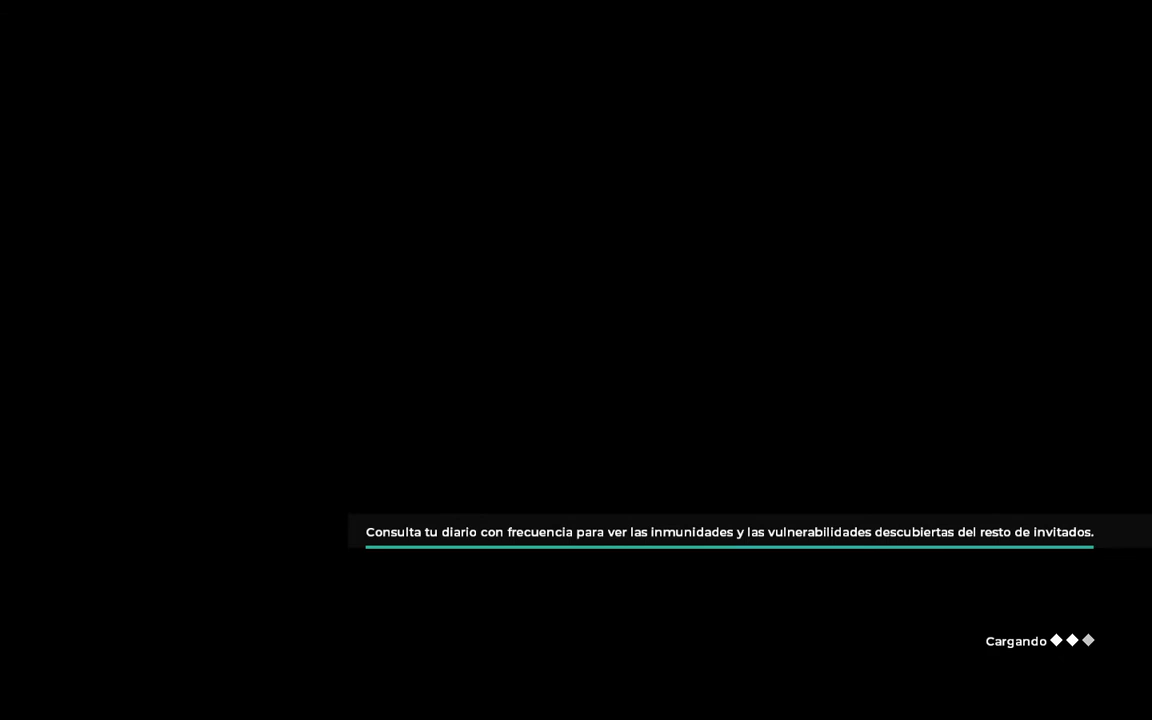 Consulta tu diario con frecuencia para ver las inmunidades y las vulnerabilidades descubiertas del resto de invitados.
Cargando